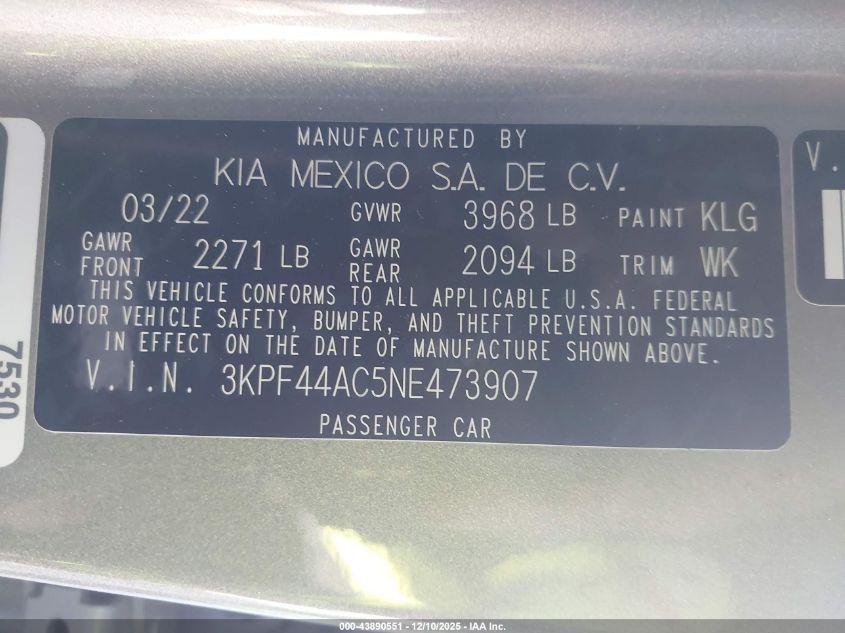 MANUFACTURED BY
KIA MEXICO S.A. DE C.V.
03/22 GVWR 3968 LB PAINT KLG
GAWR FRONT 2271 LB GAWR REAR 2094 LB TRIM WK
THIS VEHICLE CONFORMS TO ALL APPLICABLE U.S.A. FEDERAL
MOTOR VEHICLE SAFETY, BUMPER, AND THEFT PREVENTION STANDARDS
IN EFFECT ON THE DATE OF MANUFACTURE SHOWN ABOVE.
V.I.N. 3KPF44AC5NE473907
PASSENGER CAR
7530
V.
000-43890551 - 12/10/2025 - IAA Inc.